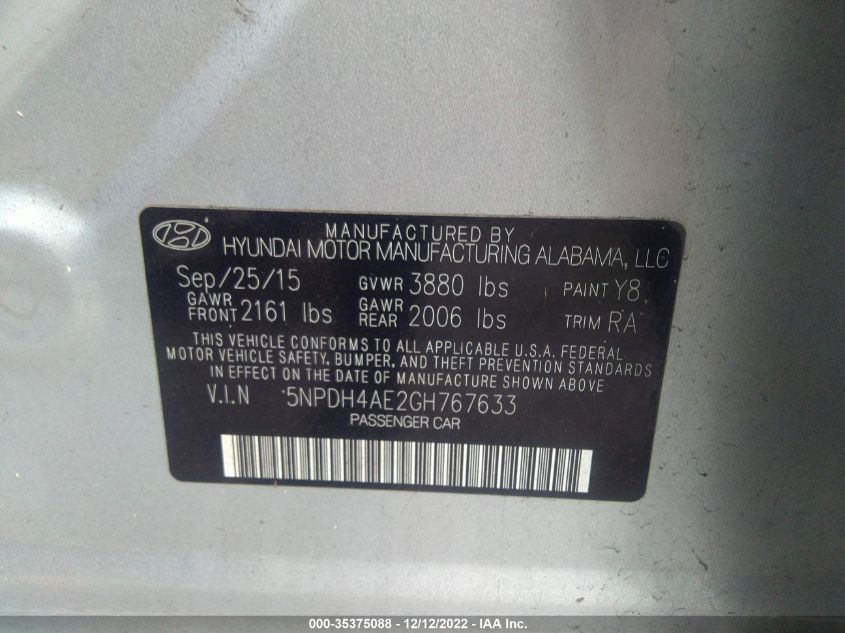 MANUFACTURED BY
HYUNDAI MOTOR MANUFACTURING ALABAMA, LLC
Sep/25/15 GVWR 3880 lbs PAINT Y8
GAWR FRONT 2161 lbs GAWR REAR 2006 lbs TRIM RA
THIS VEHICLE CONFORMS TO ALL APPLICABLE U.S.A. FEDERAL
MOTOR VEHICLE SAFETY, BUMPER, AND THEFT PREVENTION STANDARDS
IN EFFECT ON THE DATE OF MANUFACTURE SHOWN ABOVE
V.I.N 5NPDH4AE2GH767633
PASSENGER CAR
000-35375088 - 12/12/2022 - IAA Inc.